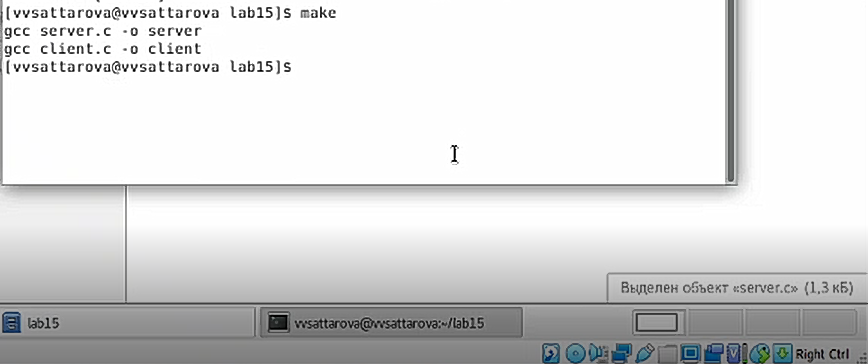 [vvsattarova@vvsattarova lab15]$ make
gcc server.c -o server
gcc client.c -o client
[vvsattarova@vvsattarova lab15]$
Выделен объект «server.c» (1,3 кБ)
lab15
vvsattarova@vvsattarova:~/lab15
Right Ctrl